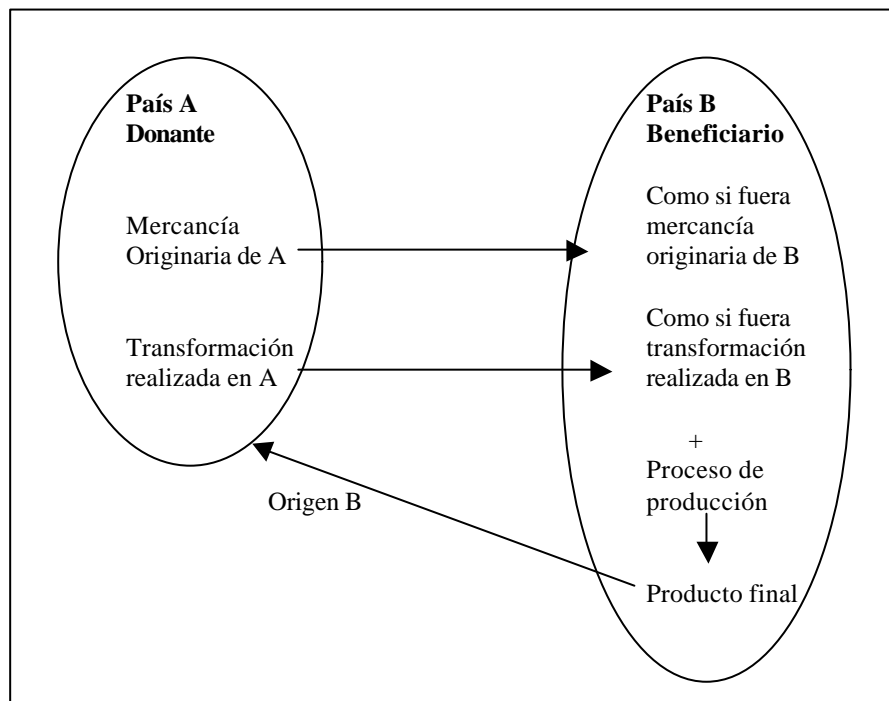 País A
Donante
Mercancía
Originaria de A
Transformación
realizada en A
Origen B
País B
Beneficiario
Como si fuera
mercancía
originaria de B
Como si fuera
transformación
realizada en B
+
Proceso de
producción
Producto final